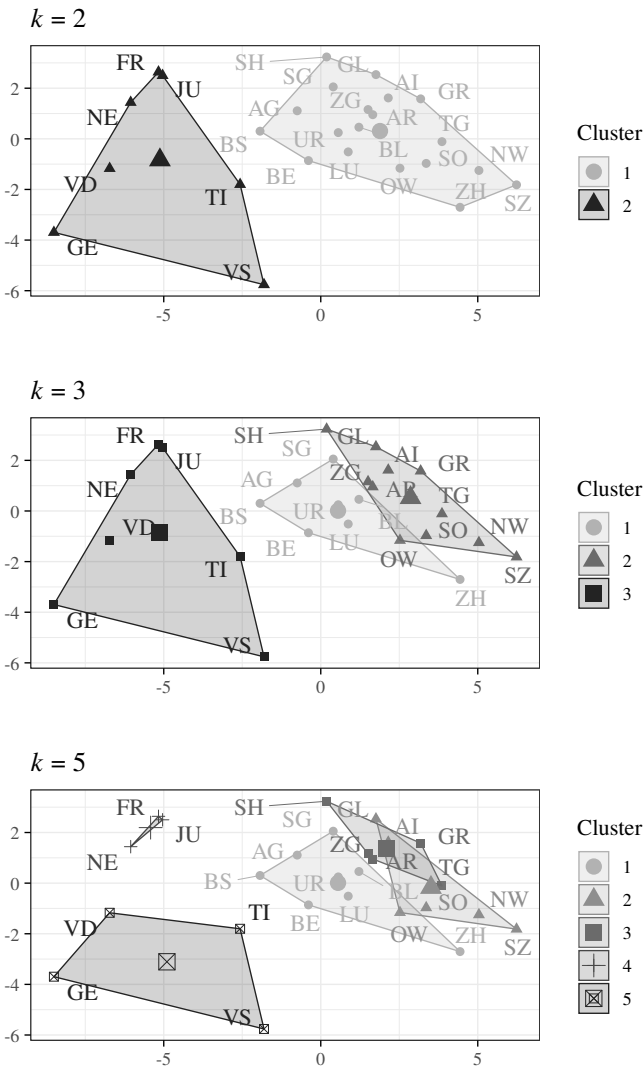 k = 2
SH
GL
FR
SG
AI
JU
GR
ZG
NE
AG
AR
TG
BS
UR
BL
SO
NW
VD
BE
LU
OW
ZH
SZ
TI
GE
VS
2
0
-2
-4
-6
-5
0
5
Cluster
1
2
k = 3
FR
SH
GL
SG
AI
JU
GR
ZG
NE
AG
AR
TG
BS
VD
UR
BL
SO
NW
BE
LU
OW
SZ
TI
ZH
GE
VS
2
0
-2
-4
-6
-5
0
5
Cluster
1
2
3
k = 5
FR
SH
GL
SG
AI
JU
GR
NE
AG
ZG
AR
TG
BS
UR
BL
SO
NW
VD
TI
BE
LU
OW
ZH
SZ
GE
VS
2
0
-2
-4
-6
-5
0
5
Cluster
1
2
3
4
5